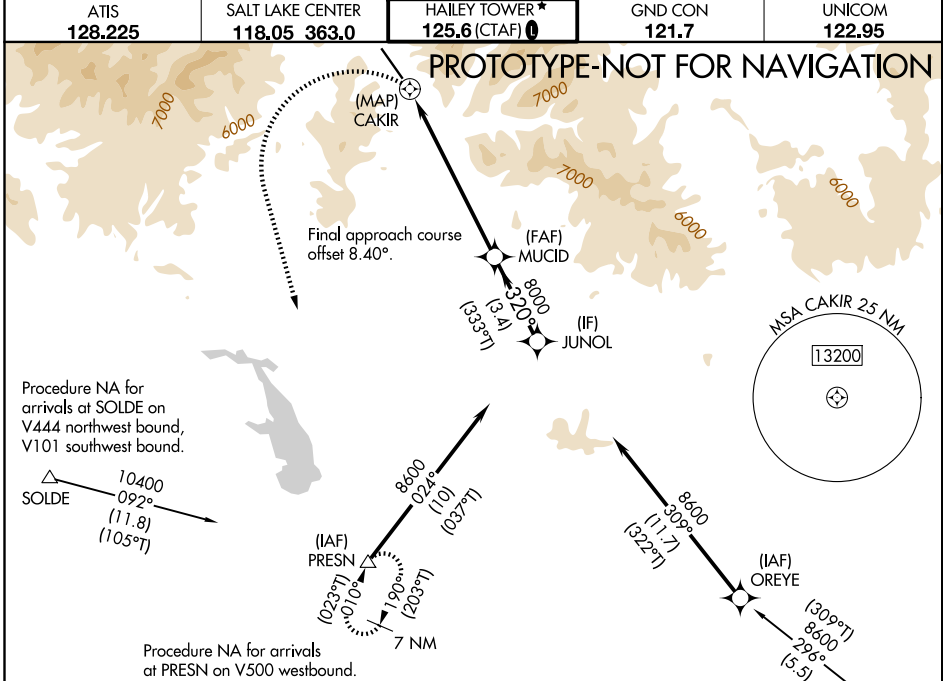 ATIS
128.225
SALT LAKE CENTER
118.05 363.0
HAILEY TOWER ★
125.6 (CTAF) L
GND CON
121.7
UNICOM
122.95
PROTOTYPE-NOT FOR NAVIGATION
7000
6000
(MAP)
CAKIR
7000
7000
6000
6000
Final approach course
offset 8.40°.
(FAF)
MUCID
8000
320°
(3.4)
(333°T)
(IF)
JUNOL
MSA CAKIR 25 NM
13200
Procedure NA for
arrivals at SOLDE on
V444 northwest bound,
V101 southwest bound.
SOLDE
10400
092°
(11.8)
(105°T)
8600
024°
(10)
(037°T)
8600
309°
(11.7)
(322°T)
(IAF)
PRESN
(023°T)
010°
190°
(203°T)
7 NM
(IAF)
OREYE
(309°T)
8600
296°
(5.5)
Procedure NA for arrivals
at PRESN on V500 westbound.